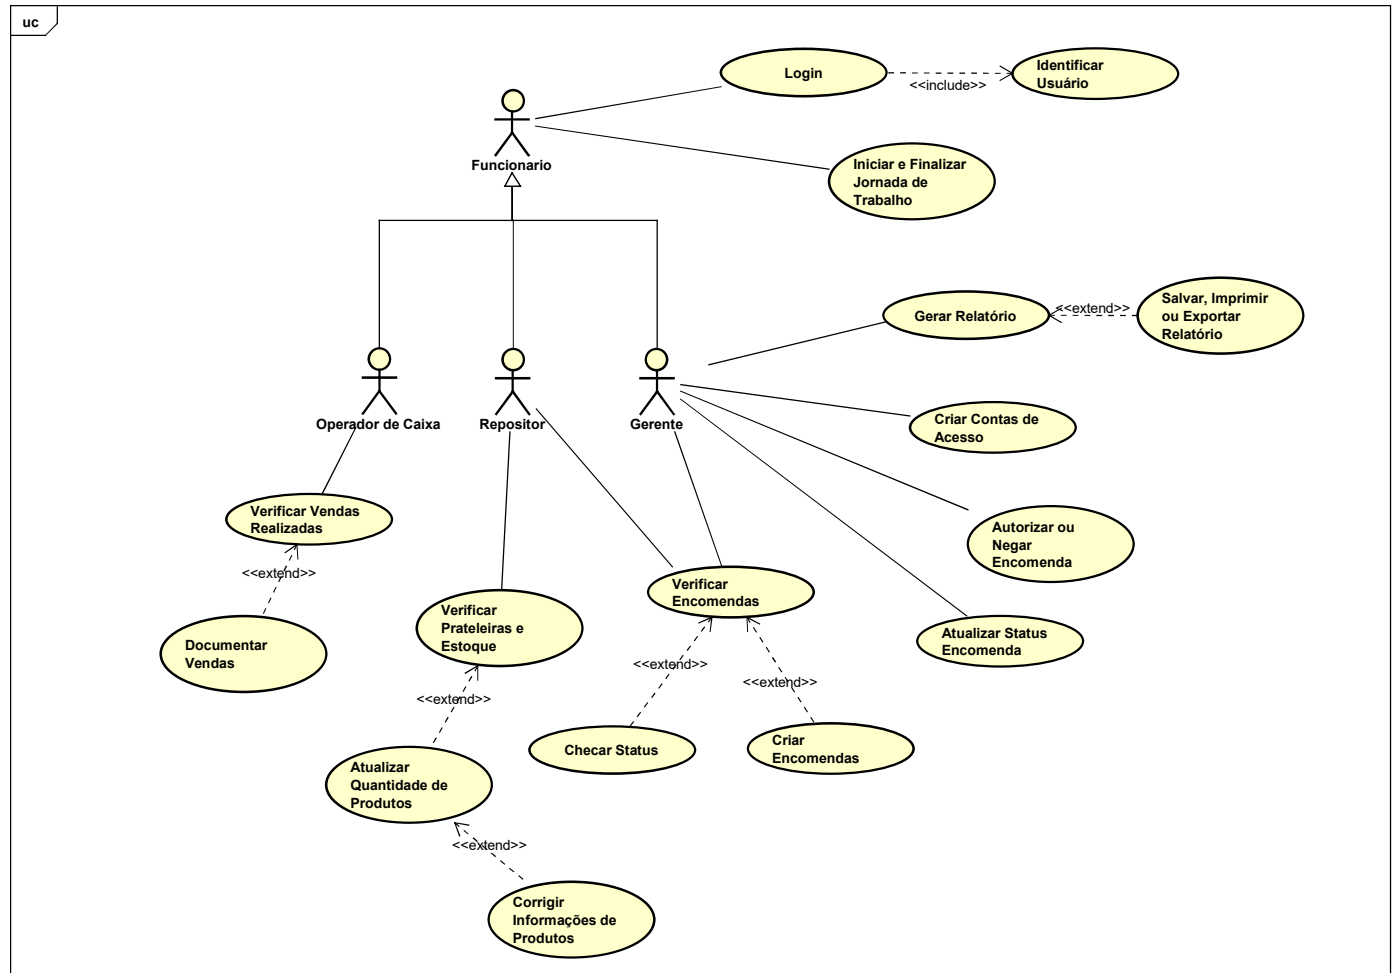 uc
Login
<<include>>
Identificar
Usuário
Funcionario
Iniciar e Finalizar
Jornada de
Trabalho
Gerar Relatório
<<extend>>
Salvar, Imprimir
ou Exportar
Relatório
Operador de Caixa
Repositor
Gerente
Criar Contas de
Acesso
Verificar Vendas
Realizadas
Autorizar ou
Negar
Encomenda
<<extend>>
Verificar
Encomendas
Verificar
Prateleiras e
Estoque
Documentar
Vendas
Atualizar Status
Encomenda
<<extend>>
<<extend>>
<<extend>>
Checar Status
Criar
Encomendas
Atualizar
Quantidade de
Produtos
<<extend>>
Corrigir
Informações de
Produtos